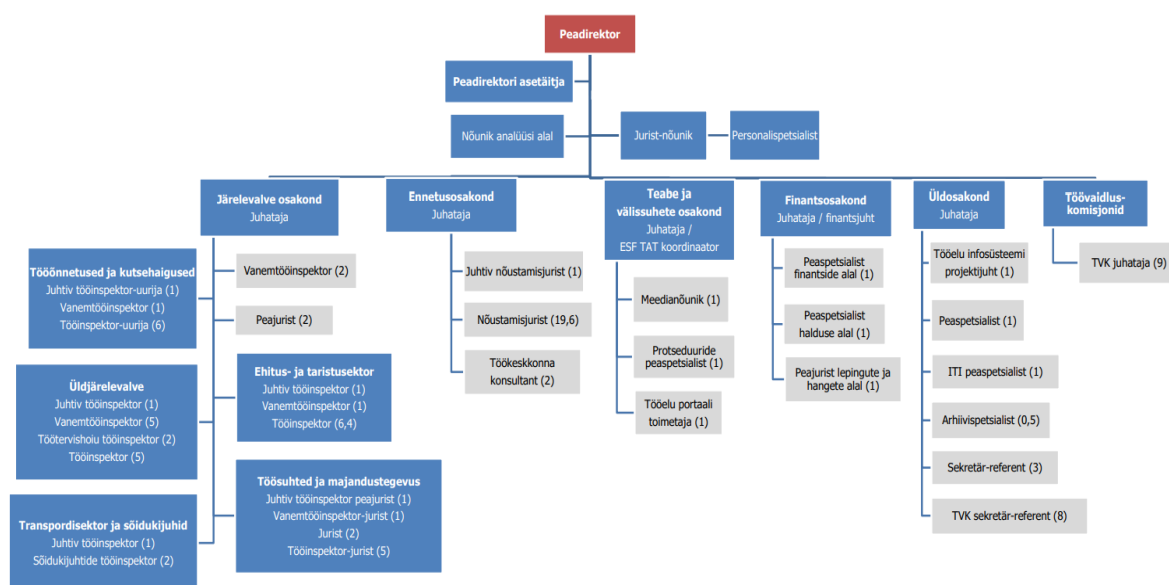 Peadirektor
Peadirektori asetäitja
Nõunik analüüsi alal
Jurist-nõunik
Personalispetsialist
Järelevalve osakond
Juhataja
Vanemtööinspektor (2)
Peajurist (2)
Tööõnnetused ja kutsehaigused
Juhtiv tööinspektor-uurija (1)
Vanemtööinspektor (1)
Tööinspektor-uurija (6)
Üldjärelevalve
Juhtiv tööinspektor (1)
Vanemtööinspektor (5)
Töötervishoiu tööinspektor (2)
Tööinspektor (5)
Transpordisektor ja sõidukijuhid
Juhtiv tööinspektor (1)
Sõidukijuhtide tööinspektor (2)
Ehitus- ja taristusektor
Juhtiv tööinspektor (1)
Vanemtööinspektor (1)
Tööinspektor (6,4)
Töösuhted ja majandustegevus
Juhtiv tööinspektor peajurist (1)
Vanemtööinspektor-jurist (1)
Jurist (2)
Tööinspektor-jurist (5)
Ennetusosakond
Juhataja
Juhtiv nõustamisjurist (1)
Nõustamisjurist (19,6)
Töökeskkonna
konsultant (2)
Teabe ja
välissuhete osakond
Juhataja /
ESF TAT koordinaator
Meedianõunik (1)
Protseduuride
peaspetsialist (1)
Tööelu portaali
toimetaja (1)
Finantsosakond
Juhataja / finantsjuht
Peaspetsialist
finantside alal (1)
Peaspetsialist
halduse alal (1)
Peajurist lepingute ja
hangete alal (1)
Üldosakond
Juhataja
Tööelu infosüsteemi
projektijuht (1)
Peaspetsialist (1)
ITI peaspetsialist (1)
Arhiivispetsialist (0,5)
Sekretär-referent (3)
TVK sekretär-referent (8)
Töövaidlus-
komisjonid
TVK juhataja (9)